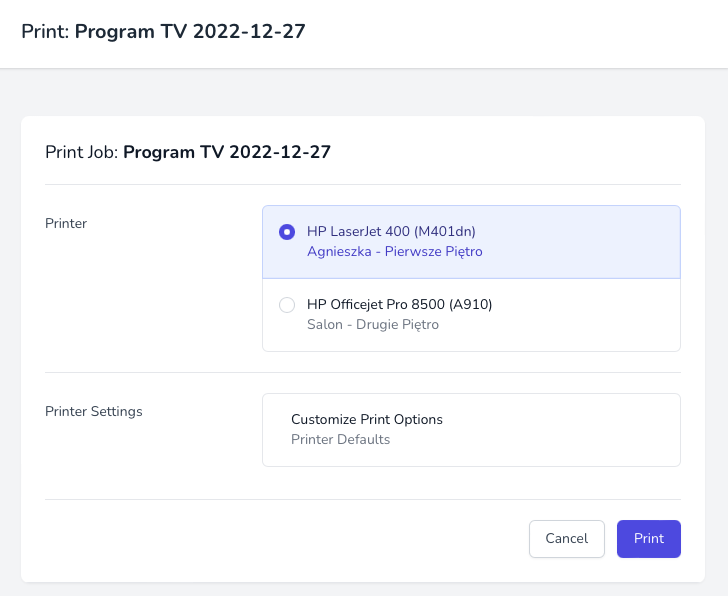 Print: Program TV 2022-12-27
Print Job: Program TV 2022-12-27
Printer
HP LaserJet 400 (M401dn)
Agnieszka - Pierwsze Piętro
HP Officejet Pro 8500 (A910)
Salon - Drugie Piętro
Printer Settings
Customize Print Options
Printer Defaults
Cancel
Print